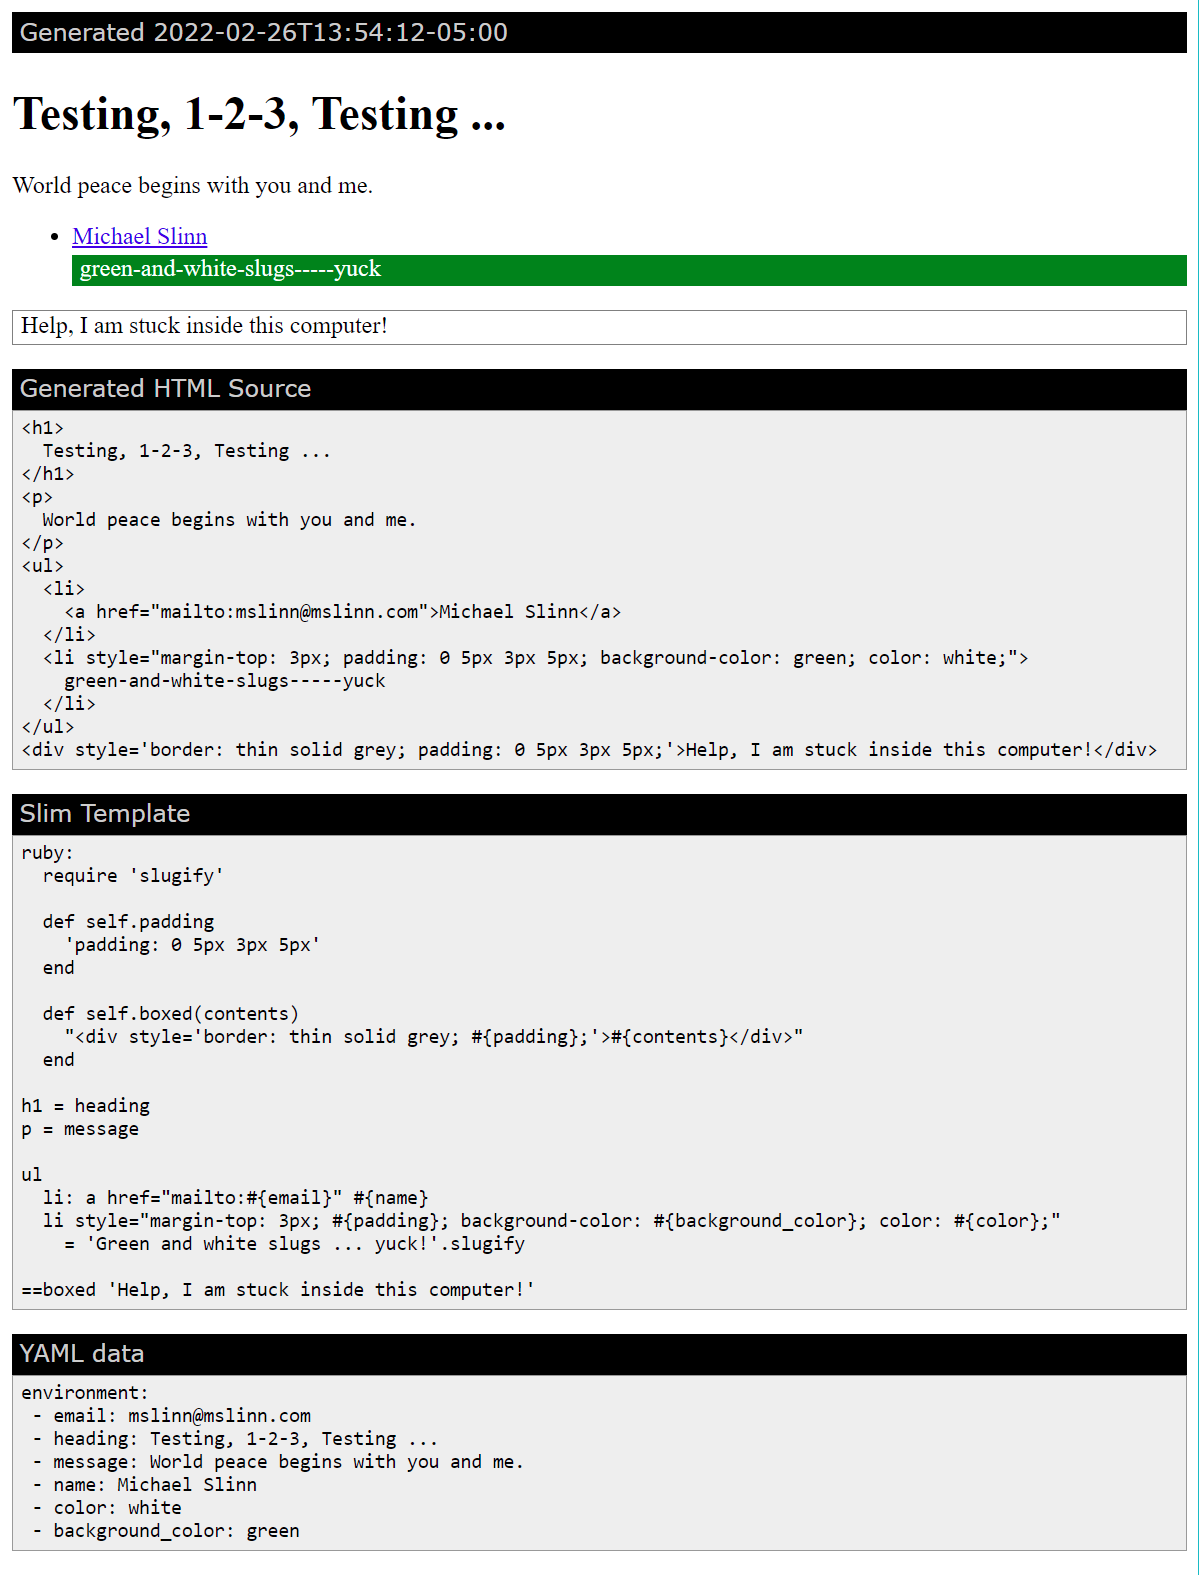 Generated 2022-02-26T13:54:12-05:00
Testing, 1-2-3, Testing ...
World peace begins with you and me.
• Michael Slinn
green-and-white-slugs-----yuck
Help, I am stuck inside this computer!
Generated HTML Source
<h1>
  Testing, 1-2-3, Testing ...
</h1>
<p>
  World peace begins with you and me.
</p>
<ul>
  <li>
    <a href="mailto:mslinn@mslinn.com">Michael Slinn</a>
  </li>
  <li style="margin-top: 3px; padding: 0 5px 3px 5px; background-color: green; color: white;">
    green-and-white-slugs-----yuck
  </li>
</ul>
<div style='border: thin solid grey; padding: 0 5px 3px 5px;'>Help, I am stuck inside this computer!</div>
Slim Template
ruby:
  require 'slugify'

  def self.padding
    'padding: 0 5px 3px 5px'
  end

  def self.boxed(contents)
    "<div style='border: thin solid grey; #{padding};'>#{contents}</div>"
  end

h1 = heading
p = message

ul
  li: a href="mailto:#{email}" #{name}
  li style="margin-top: 3px; #{padding}; background-color: #{background_color}; color: #{color};"
    = 'Green and white slugs ... yuck!'.slugify

==boxed 'Help, I am stuck inside this computer!'
YAML data
environment:
 - email: mslinn@mslinn.com
 - heading: Testing, 1-2-3, Testing ...
 - message: World peace begins with you and me.
 - name: Michael Slinn
 - color: white
 - background_color: green